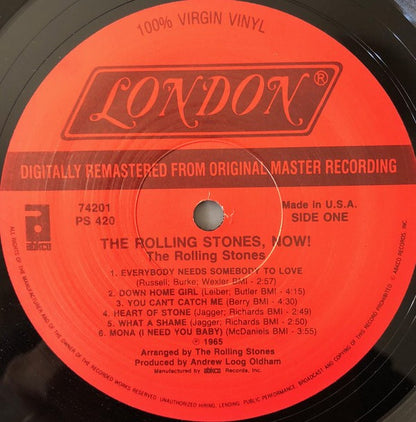 100% VIRGIN VINYL
LONDON®
DIGITALLY REMASTERED FROM ORIGINAL MASTER RECORDING
abkco
74201
PS 420
Made in U.S.A.
SIDE ONE
THE ROLLING STONES, NOW!
The Rolling Stones
1. EVERYBODY NEEDS SOMEBODY TO LOVE
(Russell; Burke; Wexler BMI - 2:57)
2. DOWN HOME GIRL (Leiber; Butler BMI - 4:10)
3. YOU CAN'T CATCH ME (Berry BMI - 4:30)
4. HEART OF STONE (Jagger; Richards BMI - 2:49)
5. WHAT A SHAME (Jagger; Richards BMI - 2:50)
6. MONA (I NEED YOU BABY) (McDaniels BMI - 3:55)
℗ 1965
Arranged by The Rolling Stones
Produced by Andrew Loog Oldham
Manufactured by abkco Records, Inc.
ALL RIGHTS OF THE MANUFACTURER AND OF THE OWNER OF THE RECORDED WORKS RESERVED. UNAUTHORIZED HIRING, LENDING, PUBLIC PERFORMANCE, BROADCAST AND COPYING OF THIS RECORD PROHIBITED. © ABKCO RECORDS INC.